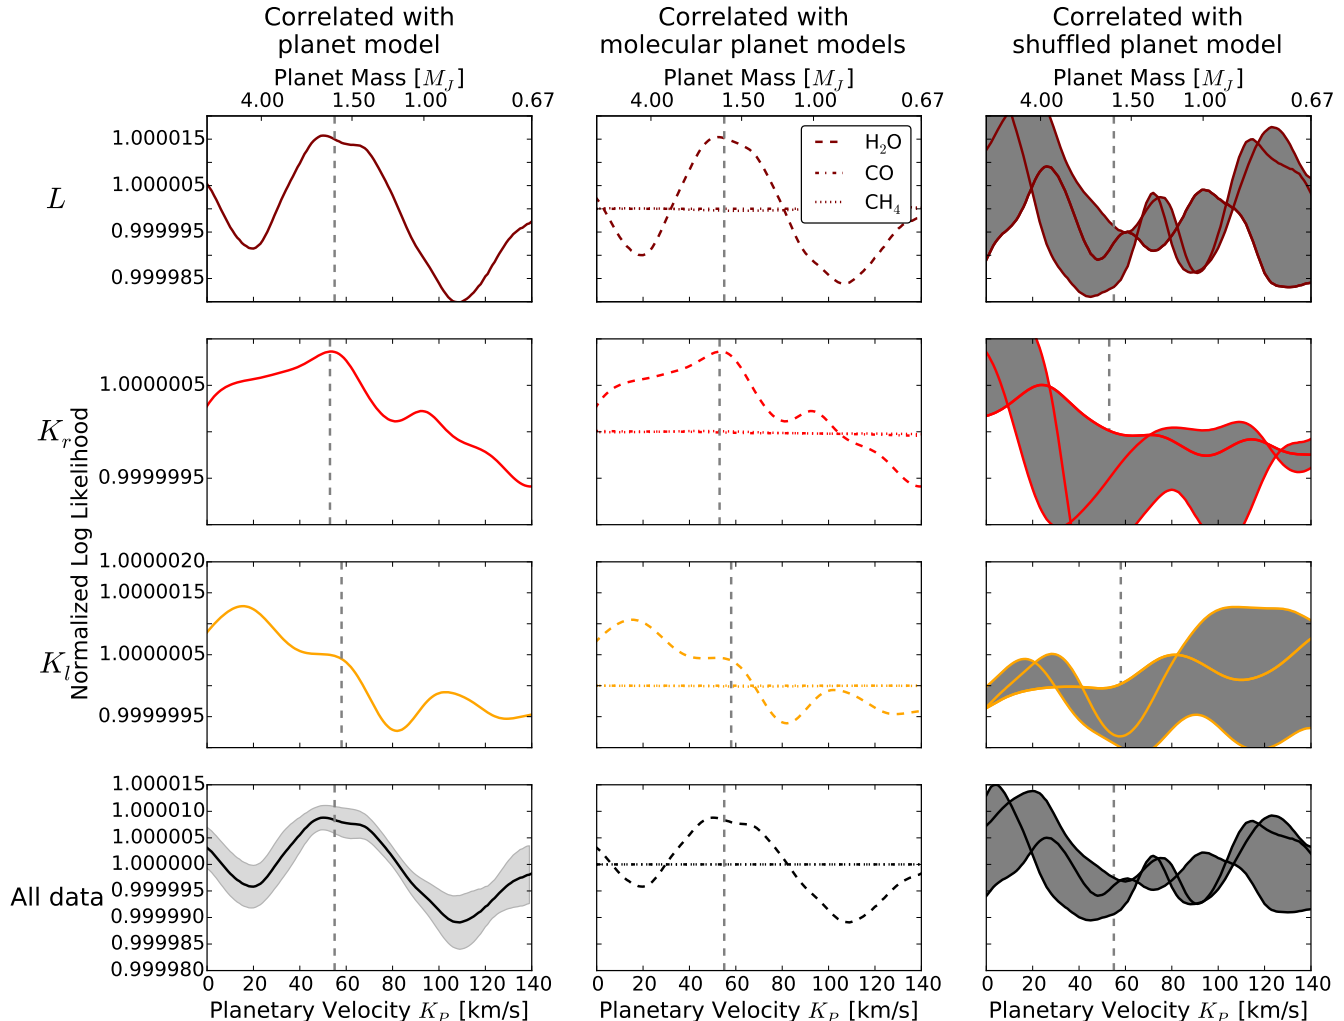 Correlated with
planet model
Correlated with
molecular planet models
Correlated with
shuffled planet model
Planet Mass [M_J]
Planet Mass [M_J]
Planet Mass [M_J]
4.00 1.50 1.00 0.67
4.00 1.50 1.00 0.67
4.00 1.50 1.00 0.67
L
1.000015
1.000005
0.999995
0.999985
H₂O
CO
CH₄
K_r
1.0000005
0.9999995
Normalized Log Likelihood
K_l
1.0000020
1.0000015
1.0000005
0.9999995
All data
1.000015
1.000010
1.000005
1.000000
0.999995
0.999990
0.999985
0.999980
0 20 40 60 80 100 120 140
0 20 40 60 80 100 120 140
0 20 40 60 80 100 120 140
Planetary Velocity K_P [km/s]
Planetary Velocity K_P [km/s]
Planetary Velocity K_P [km/s]